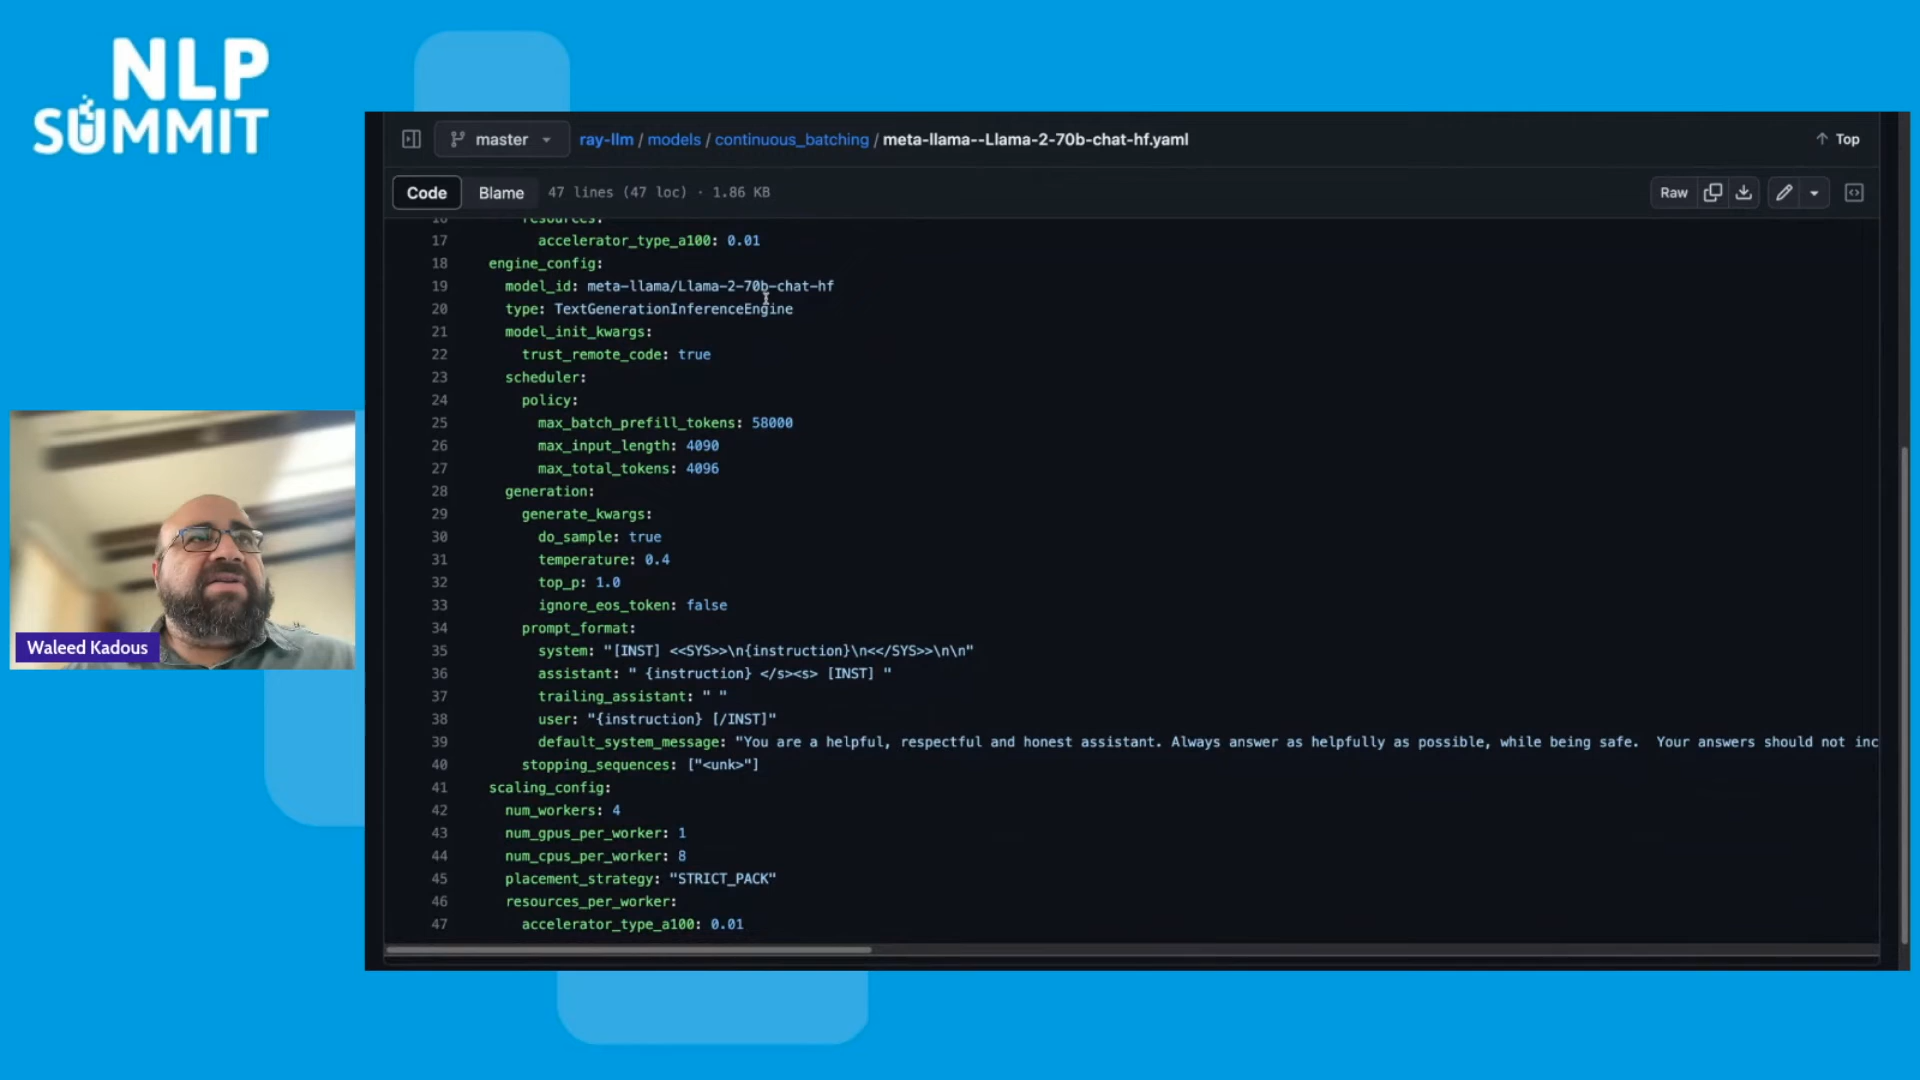 NLP
SUMMIT
master
ray-llm / models / continuous_batching / meta-llama--Llama-2-70b-chat-hf.yaml
↑ Top
Code Blame 47 lines (47 loc) · 1.86 KB
Raw
16 resources:
17 accelerator_type_a100: 0.01
18 engine_config:
19 model_id: meta-llama/Llama-2-70b-chat-hf
20 type: TextGenerationInferenceEngine
21 model_init_kwargs:
22 trust_remote_code: true
23 scheduler:
24 policy:
25 max_batch_prefill_tokens: 58000
26 max_input_length: 4090
27 max_total_tokens: 4096
28 generation:
29 generate_kwargs:
30 do_sample: true
31 temperature: 0.4
32 top_p: 1.0
33 ignore_eos_token: false
34 prompt_format:
35 system: "[INST] <<SYS>>\n{instruction}\n<</SYS>>\n\n"
36 assistant: " {instruction} </s><s> [INST] "
37 trailing_assistant: " "
38 user: "{instruction} [/INST]"
39 default_system_message: "You are a helpful, respectful and honest assistant. Always answer as helpfully as possible, while being safe.  Your answers should not inc
40 stopping_sequences: ["<unk>"]
41 scaling_config:
42 num_workers: 4
43 num_gpus_per_worker: 1
44 num_cpus_per_worker: 8
45 placement_strategy: "STRICT_PACK"
46 resources_per_worker:
47 accelerator_type_a100: 0.01
Waleed Kadous